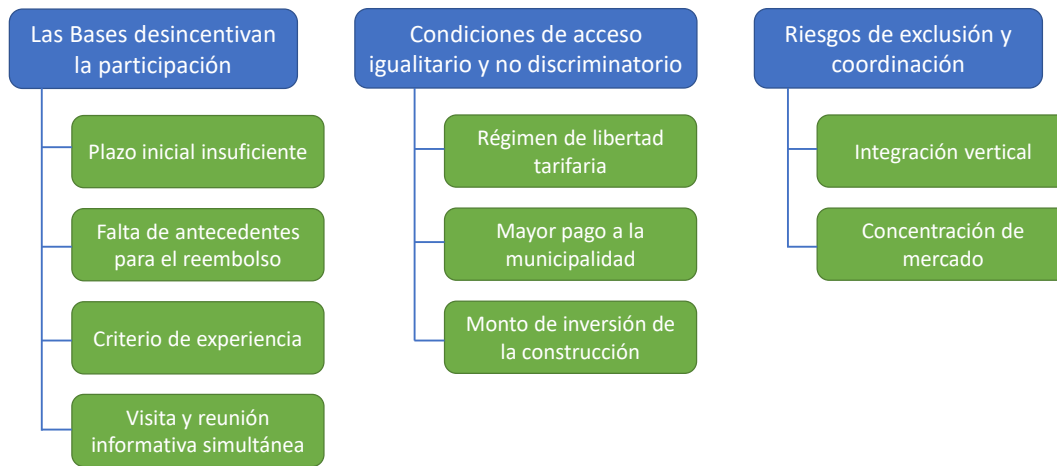 Las Bases desincentivan
la participación
Plazo inicial insuficiente
Falta de antecedentes
para el reembolso
Criterio de experiencia
Visita y reunión
informativa simultánea
Condiciones de acceso
igualitario y no discriminatorio
Régimen de libertad
tarifaria
Mayor pago a la
municipalidad
Monto de inversión de
la construcción
Riesgos de exclusión y
coordinación
Integración vertical
Concentración de
mercado